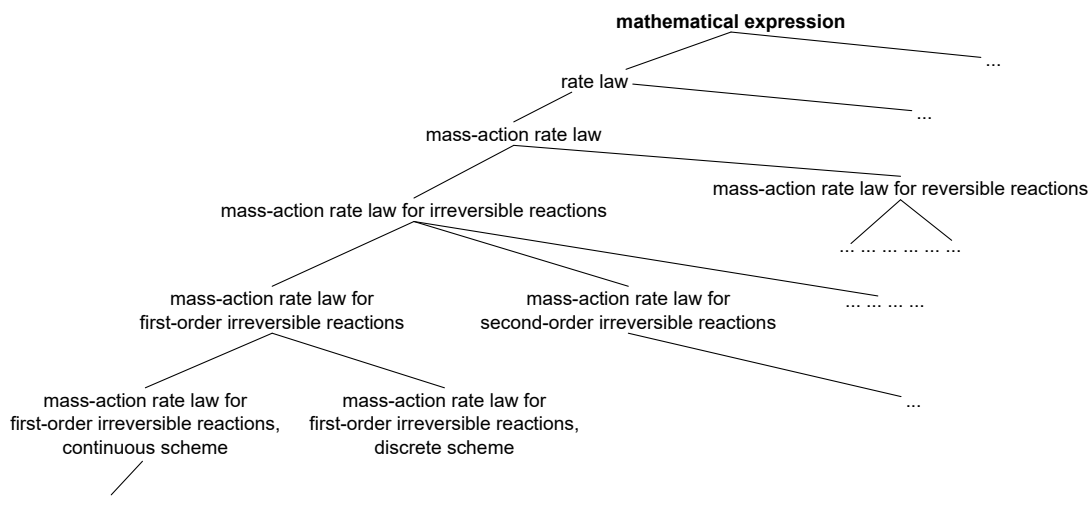 mathematical expression
...
rate law
...
mass-action rate law
mass-action rate law for reversible reactions
mass-action rate law for irreversible reactions
... ... ... ... ... ...
mass-action rate law for
first-order irreversible reactions
mass-action rate law for
second-order irreversible reactions
... ... ... ...
mass-action rate law for
first-order irreversible reactions,
continuous scheme
mass-action rate law for
first-order irreversible reactions,
discrete scheme
...